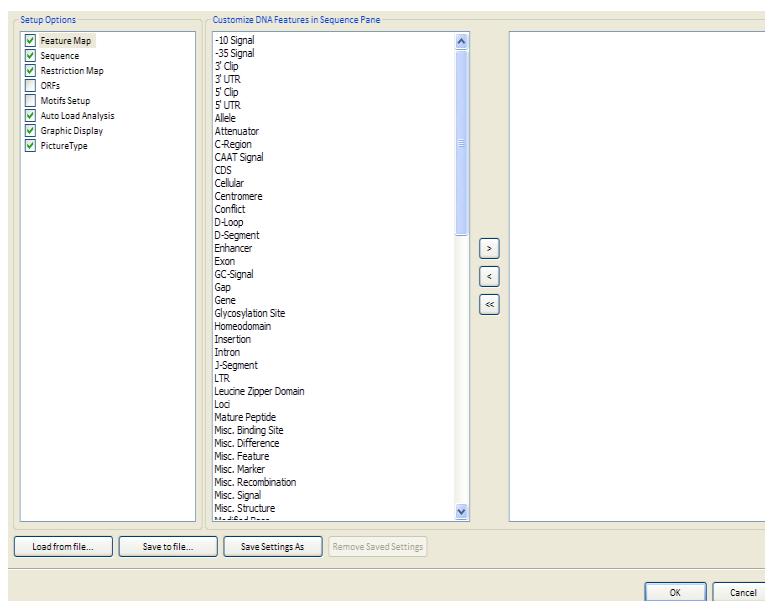 Setup Options
Feature Map
Sequence
Restriction Map
ORFs
Motifs Setup
Auto Load Analysis
Graphic Display
PictureType
Customize DNA Features in Sequence Pane
-10 Signal
-35 Signal
3' Clip
3' UTR
5' Clip
5' UTR
Allele
Attenuator
C-Region
CAAT Signal
CDS
Cellular
Centromere
Conflict
D-Loop
D-Segment
Enhancer
Exon
GC-Signal
Gap
Gene
Glycosylation Site
Homeodomain
Insertion
Intron
J-Segment
LTR
Leucine Zipper Domain
Loci
Mature Peptide
Misc. Binding Site
Misc. Difference
Misc. Feature
Misc. Marker
Misc. Recombination
Misc. Signal
Misc. Structure
>
<
<<
Load from file...
Save to file...
Save Settings As
Remove Saved Settings
OK
Cancel